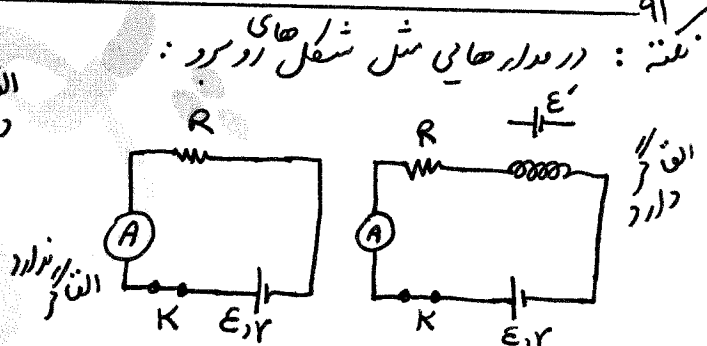 ۹۱
نکته : در مدارهایی مثل شکل های روبرو :
ε′
R
R
القاگر دارد
A
A
القاگر ندارد
K
ε,r
K
ε,r